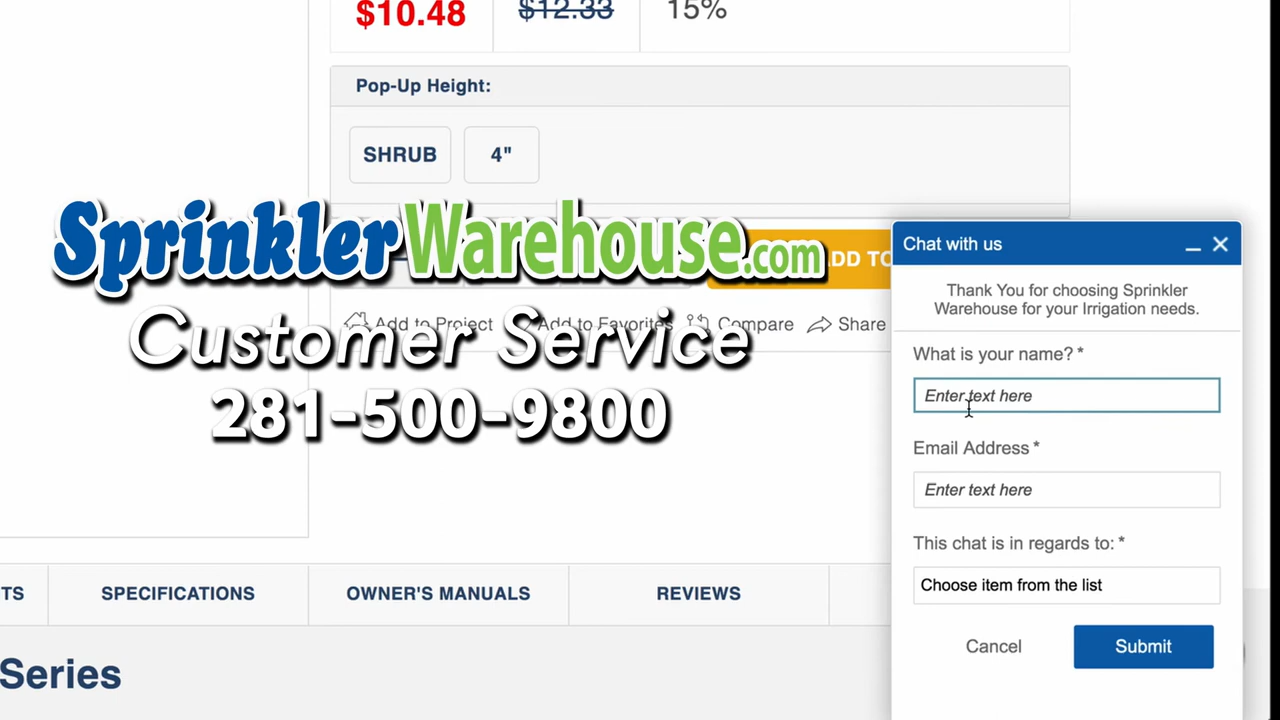 $10.48
$12.33
15%
Pop-Up Height:
SHRUB
4"
SprinklerWarehouse.com
Customer Service
281-500-9800
DD TO
Add to Project
Add to Favorites
Compare
Share
Chat with us
Thank You for choosing Sprinkler
Warehouse for your Irrigation needs.
What is your name? *
Enter text here
Email Address *
Enter text here
This chat is in regards to: *
Choose item from the list
Cancel
Submit
TS
SPECIFICATIONS
OWNER'S MANUALS
REVIEWS
Series